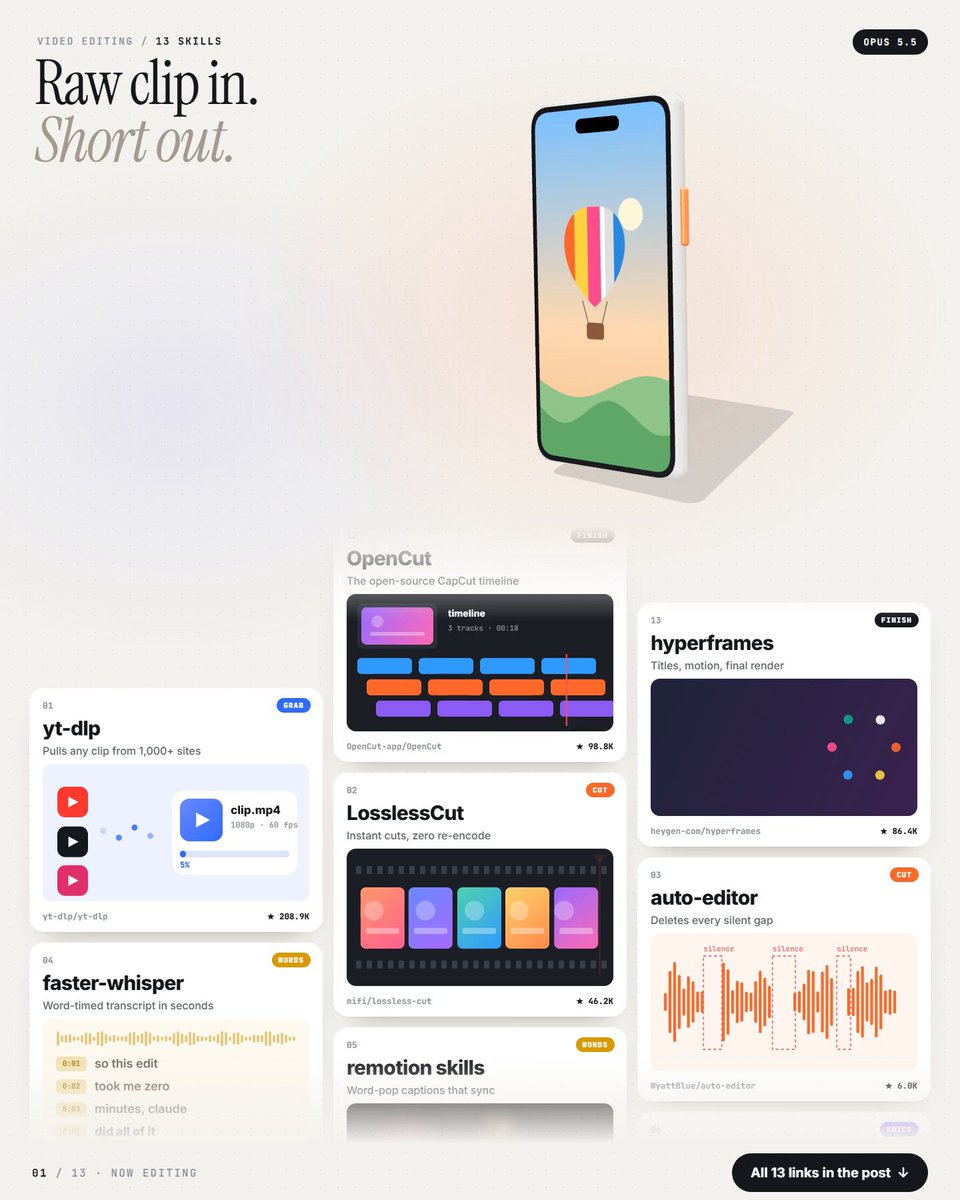 VIDEO EDITING / 13 SKILLS
OPUS 5.5
Raw clip in.
Short out.
12
FINISH
OpenCut
The open-source CapCut timeline
timeline
3 tracks · 00:18
OpenCut-app/OpenCut
★ 98.8K
13
FINISH
hyperframes
Titles, motion, final render
heygen-com/hyperframes
★ 86.4K
01
GRAB
yt-dlp
Pulls any clip from 1,000+ sites
clip.mp4
1080p · 60 fps
5%
yt-dlp/yt-dlp
★ 208.9K
02
CUT
LosslessCut
Instant cuts, zero re-encode
mifi/lossless-cut
★ 46.2K
03
CUT
auto-editor
Deletes every silent gap
silence
silence
silence
WyattBlue/auto-editor
★ 6.0K
04
WORDS
faster-whisper
Word-timed transcript in seconds
0:01 so this edit
0:02 took me zero
0:03 minutes, claude
0:01 did all of it
05
WORDS
remotion skills
Word-pop captions that sync
06
VOICE
01 / 13 · NOW EDITING
All 13 links in the post ↓